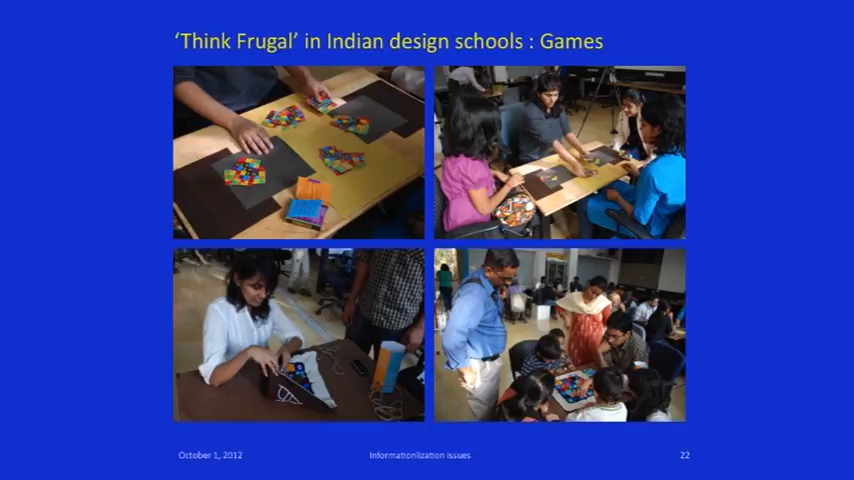 ‘Think Frugal’ in Indian design schools : Games
October 1, 2012
Informationlization issues
22